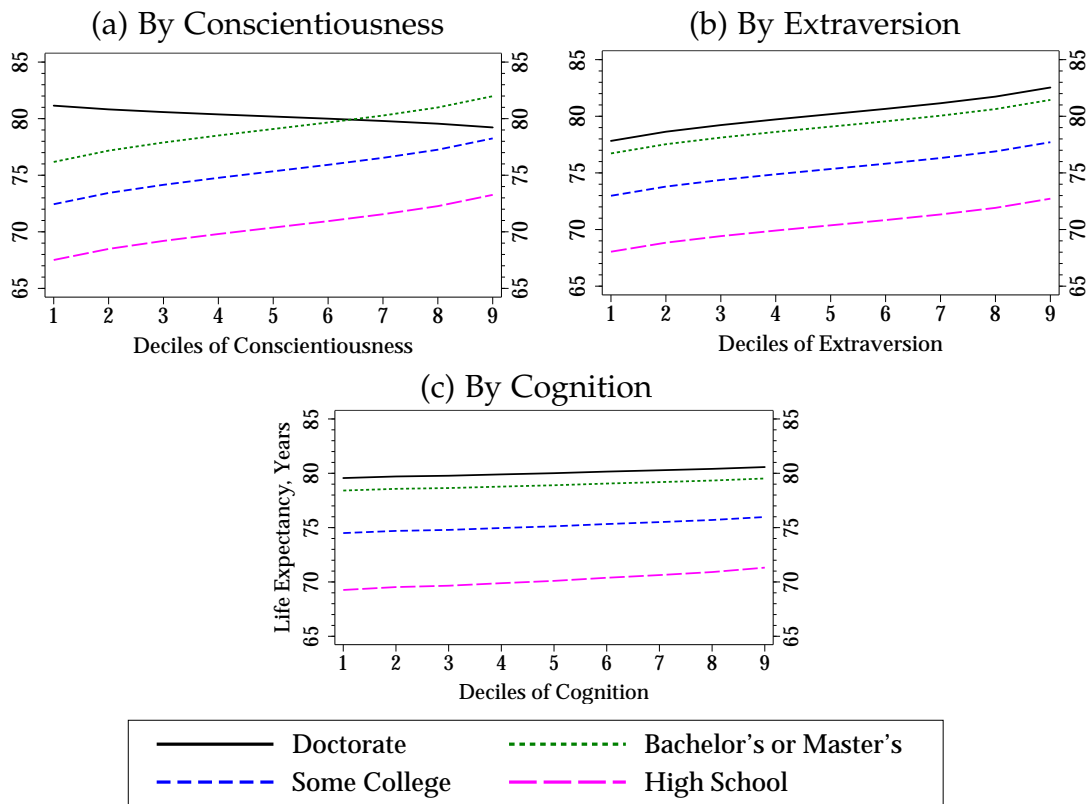 (a) By Conscientiousness
85
80
75
70
65
85
80
75
70
65
1 2 3 4 5 6 7 8 9
Deciles of Conscientiousness
(b) By Extraversion
85
80
75
70
65
85
80
75
70
65
1 2 3 4 5 6 7 8 9
Deciles of Extraversion
(c) By Cognition
Life Expectancy, Years
85
80
75
70
65
85
80
75
70
65
1 2 3 4 5 6 7 8 9
Deciles of Cognition
Doctorate
Bachelor's or Master's
Some College
High School